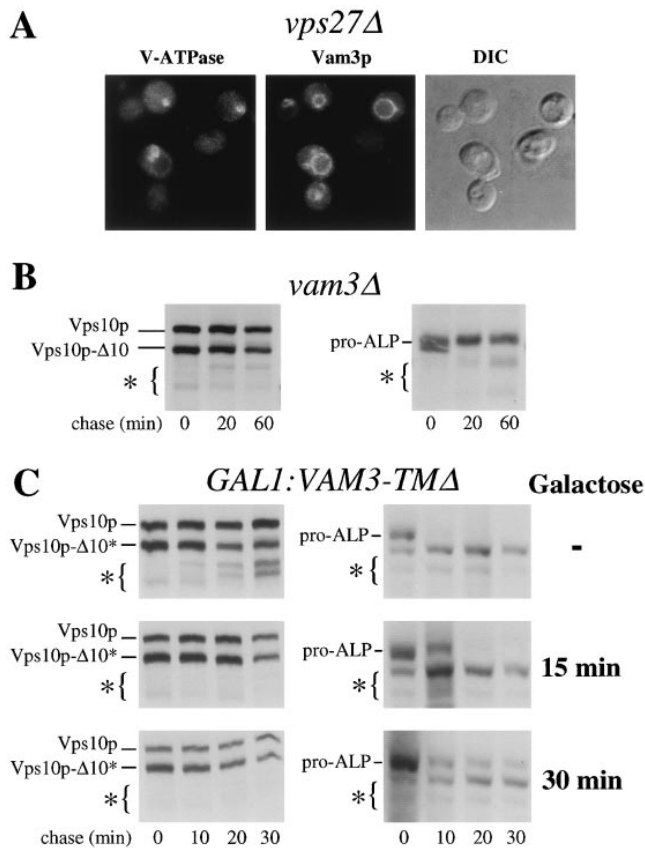 A
vps27Δ
V-ATPase Vam3p DIC
B
vam3Δ
Vps10p
Vps10p-Δ10
*{
pro-ALP
*{
chase (min) 0 20 60 0 20 60
C
GAL1:VAM3-TMΔ Galactose
Vps10p
Vps10p-Δ10*
*{
pro-ALP
*{
-
Vps10p
Vps10p-Δ10*
*{
pro-ALP
*{
15 min
Vps10p
Vps10p-Δ10*
*{
pro-ALP
*{
30 min
chase (min) 0 10 20 30 0 10 20 30